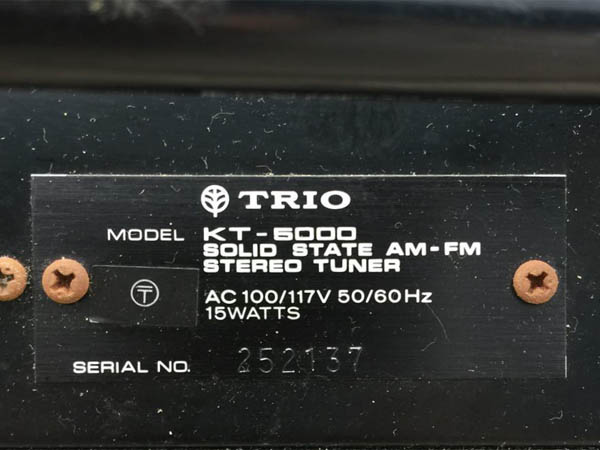 TRIO
MODEL KT-5000
SOLID STATE AM-FM
STEREO TUNER
〒 AC 100/117V 50/60Hz
15WATTS
SERIAL NO. 252137